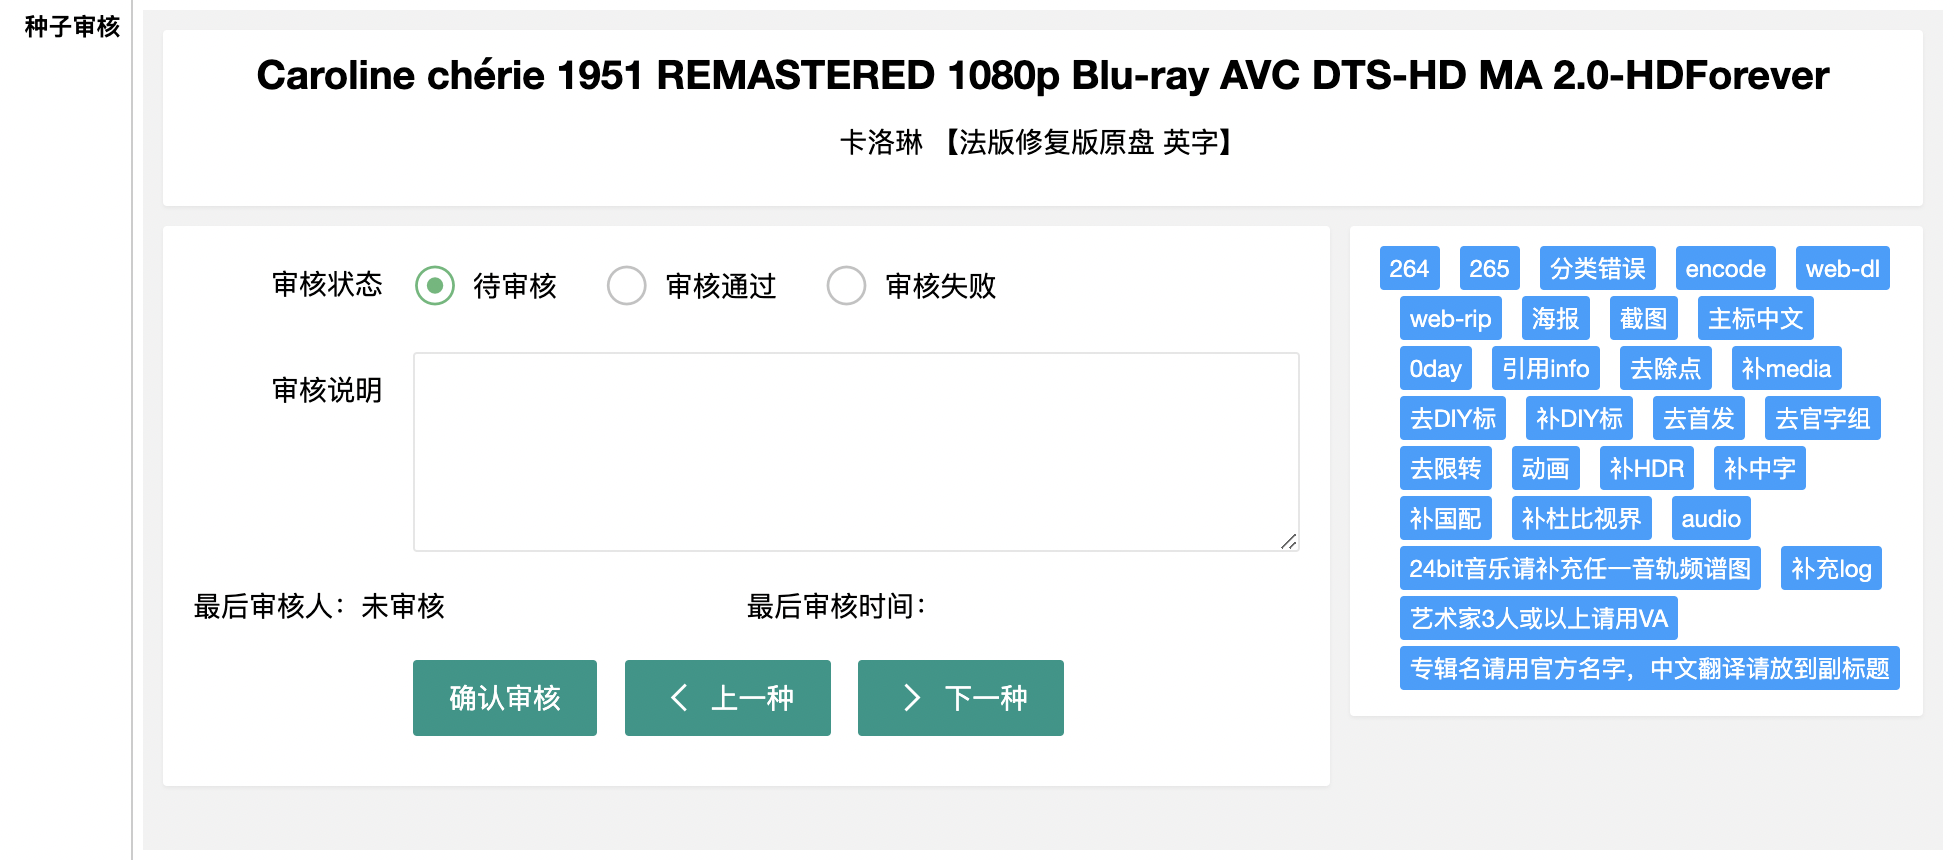 种子审核
Caroline chérie 1951 REMASTERED 1080p Blu-ray AVC DTS-HD MA 2.0-HDForever
卡洛琳 【法版修复版原盘 英字】
审核状态 待审核 审核通过 审核失败
审核说明
最后审核人：未审核 最后审核时间：
确认审核 上一种 下一种
264 265 分类错误 encode web-dl
web-rip 海报 截图 主标中文
0day 引用info 去除点 补media
去DIY标 补DIY标 去首发 去官字组
去限转 动画 补HDR 补中字
补国配 补杜比视界 audio
24bit音乐请补充任一音轨频谱图 补充log
艺术家3人或以上请用VA
专辑名请用官方名字，中文翻译请放到副标题